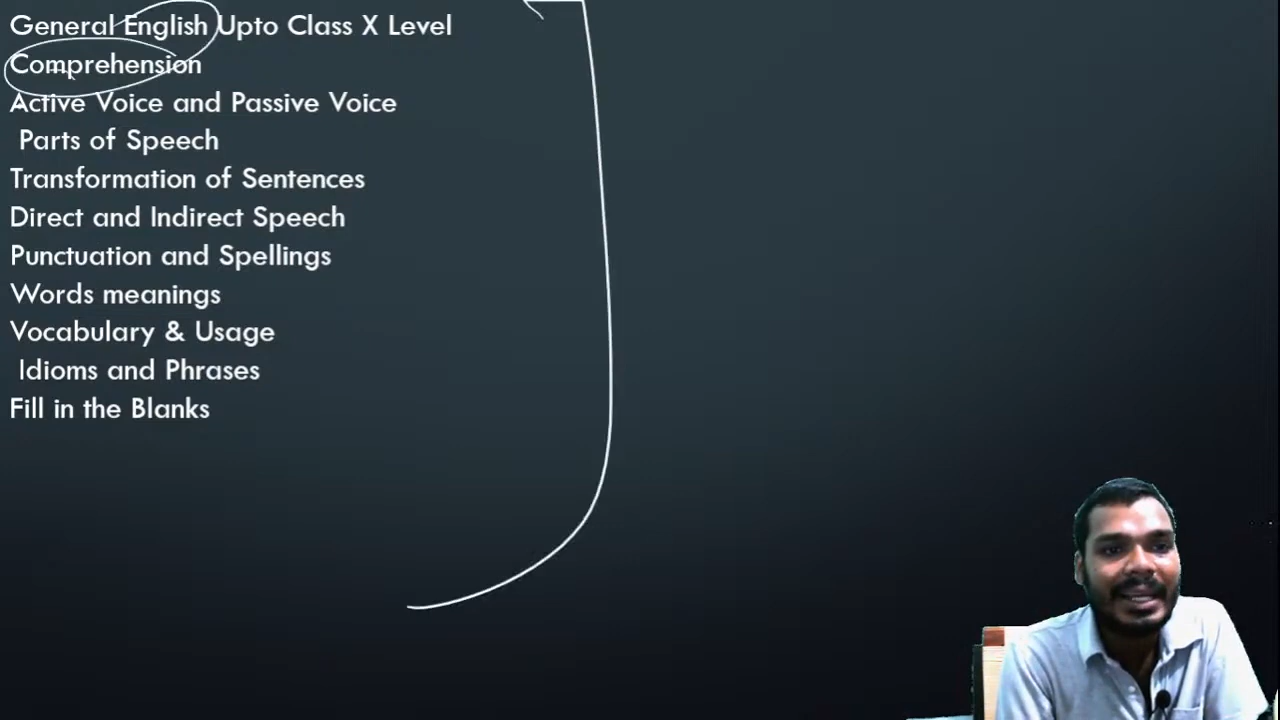 General English Upto Class X Level
Comprehension
Active Voice and Passive Voice
Parts of Speech
Transformation of Sentences
Direct and Indirect Speech
Punctuation and Spellings
Words meanings
Vocabulary & Usage
Idioms and Phrases
Fill in the Blanks